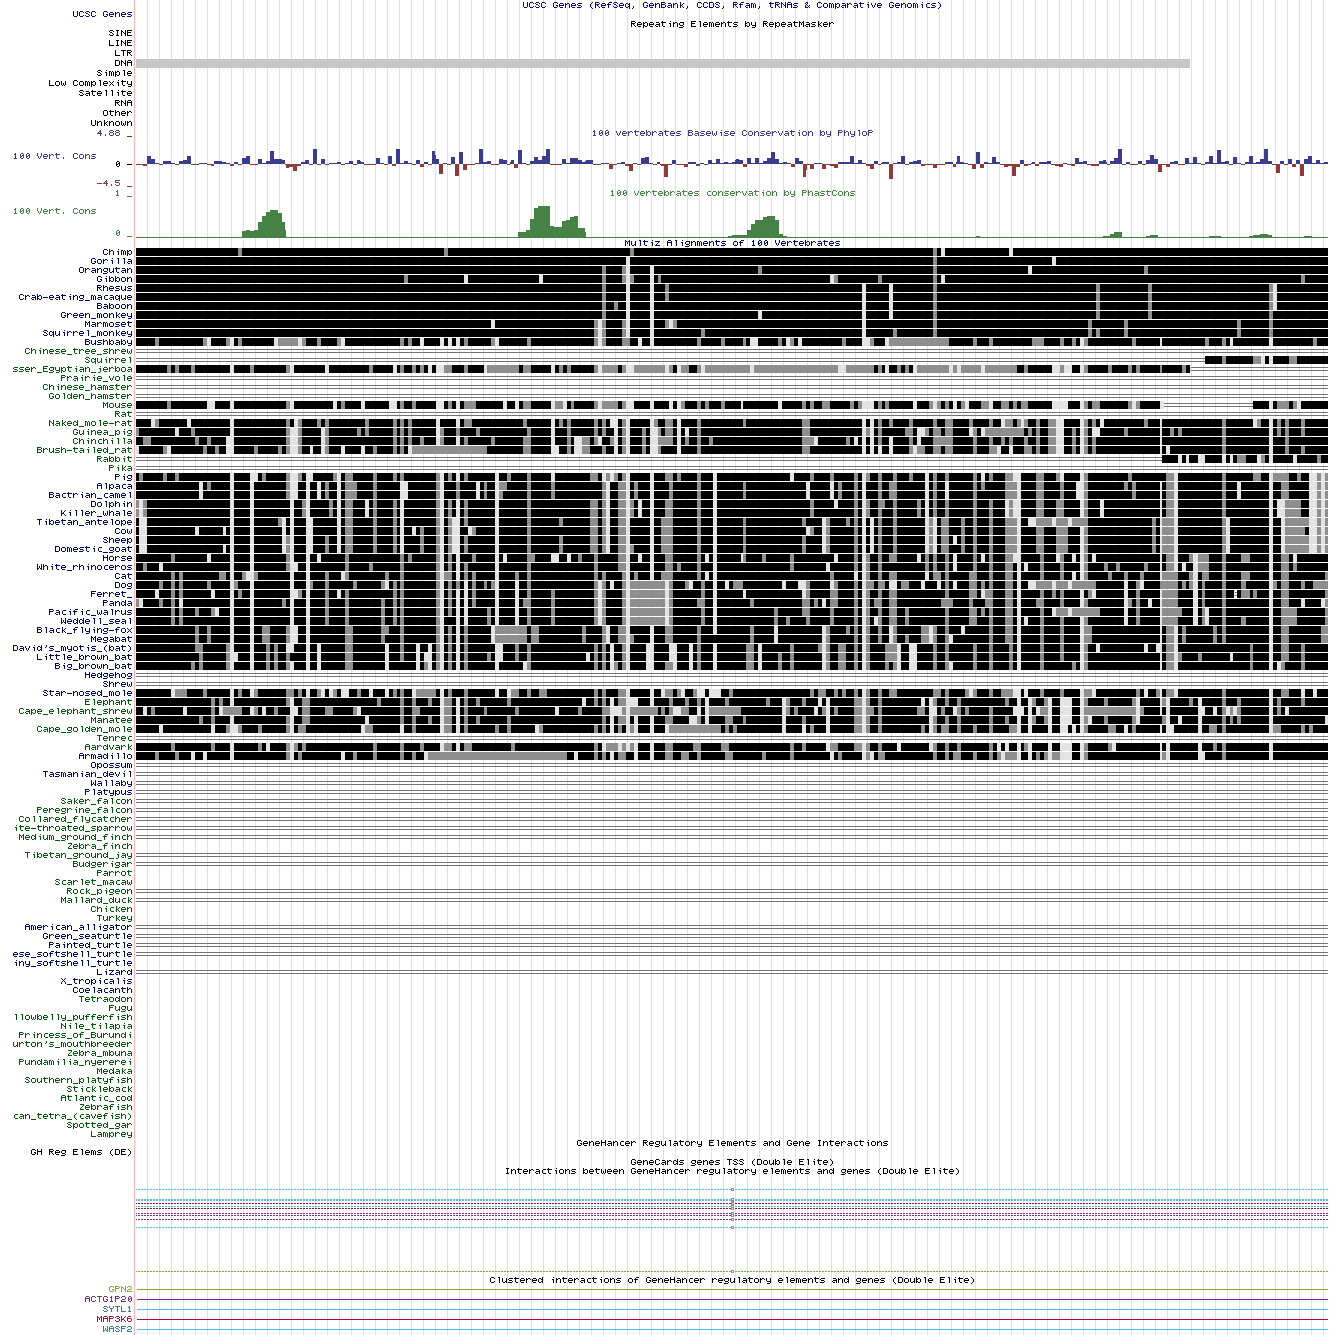 UCSC Genes (RefSeq, GenBank, CCDS, Rfam, tRNAs & Comparative Genomics)
UCSC Genes
Repeating Elements by RepeatMasker
SINE
LINE
LTR
DNA
Simple
Low Complexity
Satellite
RNA
Other
Unknown
4.88 _
100 vertebrates Basewise Conservation by PhyloP
100 Vert. Cons
0 _
-4.5 _
100 vertebrates conservation by PhastCons
1 _
100 Vert. Cons
0 _
Multiz Alignments of 100 Vertebrates
Chimp
Gorilla
Orangutan
Gibbon
Rhesus
Crab-eating_macaque
Baboon
Green_monkey
Marmoset
Squirrel_monkey
Bushbaby
Chinese_tree_shrew
Squirrel
sser_Egyptian_jerboa
Prairie_vole
Chinese_hamster
Golden_hamster
Mouse
Rat
Naked_mole-rat
Guinea_pig
Chinchilla
Brush-tailed_rat
Rabbit
Pika
Pig
Alpaca
Bactrian_camel
Dolphin
Killer_whale
Tibetan_antelope
Cow
Sheep
Domestic_goat
Horse
White_rhinoceros
Cat
Dog
Ferret_
Panda
Pacific_walrus
Weddell_seal
Black_flying-fox
Megabat
David's_myotis_(bat)
Little_brown_bat
Big_brown_bat
Hedgehog
Shrew
Star-nosed_mole
Elephant
Cape_elephant_shrew
Manatee
Cape_golden_mole
Tenrec
Aardvark
Armadillo
Opossum
Tasmanian_devil
Wallaby
Platypus
Saker_falcon
Peregrine_falcon
Collared_flycatcher
ite-throated_sparrow
Medium_ground_finch
Zebra_finch
Tibetan_ground_jay
Budgerigar
Parrot
Scarlet_macaw
Rock_pigeon
Mallard_duck
Chicken
Turkey
American_alligator
Green_seaturtle
Painted_turtle
ese_softshell_turtle
iny_softshell_turtle
Lizard
X_tropicalis
Coelacanth
Tetraodon
Fugu
llowbelly_pufferfish
Nile_tilapia
Princess_of_Burundi
urton's_mouthbreeder
Zebra_mbuna
Pundamilia_nyererei
Medaka
Southern_platyfish
Stickleback
Atlantic_cod
Zebrafish
can_tetra_(cavefish)
Spotted_gar
Lamprey
GeneHancer Regulatory Elements and Gene Interactions
GH Reg Elems (DE)
GeneCards genes TSS (Double Elite)
Interactions between GeneHancer regulatory elements and genes (Double Elite)
Clustered interactions of GeneHancer regulatory elements and genes (Double Elite)
GPN2
ACTG1P20
SYTL1
MAP3K6
WASF2